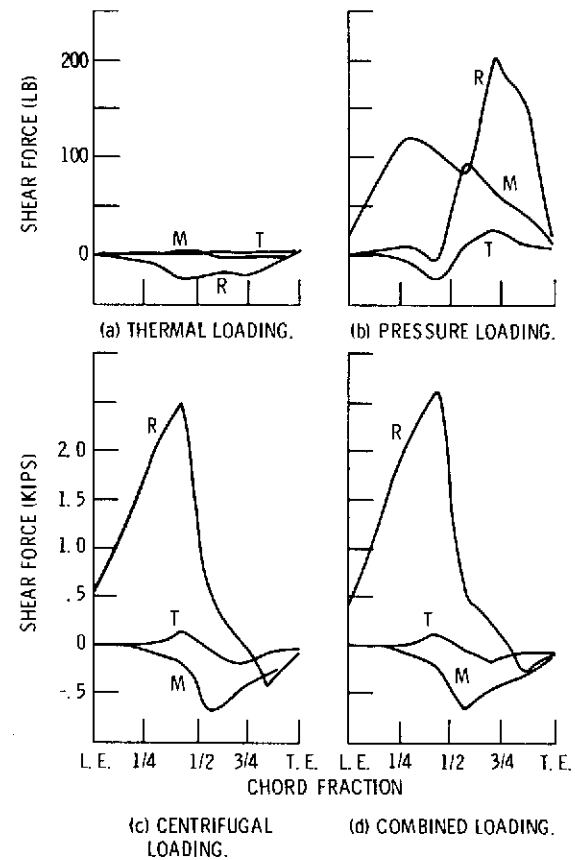 SHEAR FORCE (LB)
200
100
0
M
T
R
R
M
T
(a) THERMAL LOADING.
(b) PRESSURE LOADING.
SHEAR FORCE (KIPS)
2.0
1.5
1.0
.5
0
-.5
R
T
M
R
T
M
L.E. 1/4 1/2 3/4 T.E.
L.E. 1/4 1/2 3/4 T.E.
CHORD FRACTION
(c) CENTRIFUGAL
LOADING.
(d) COMBINED LOADING.